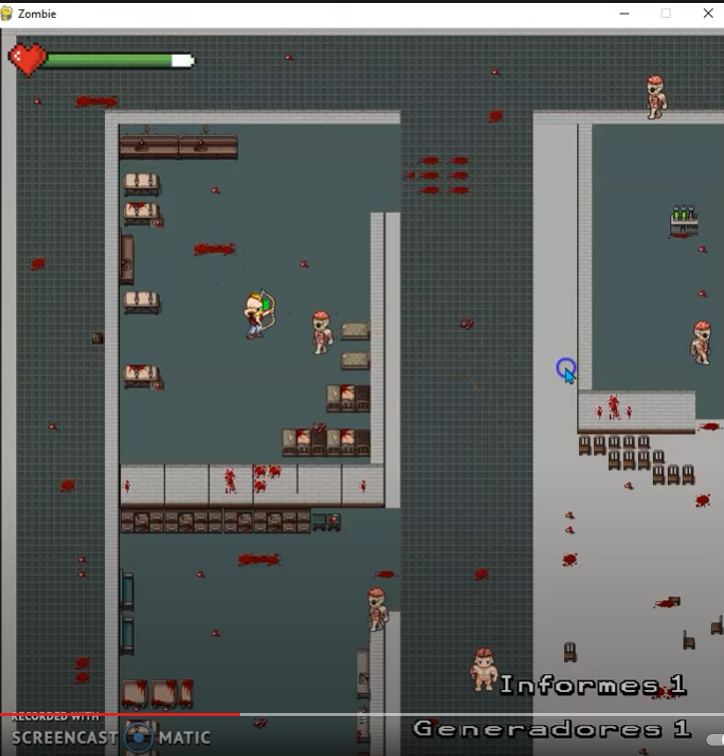 Zombie
Informes 1
RECORDED WITH
Generadores 1
SCREENCAST MATIC